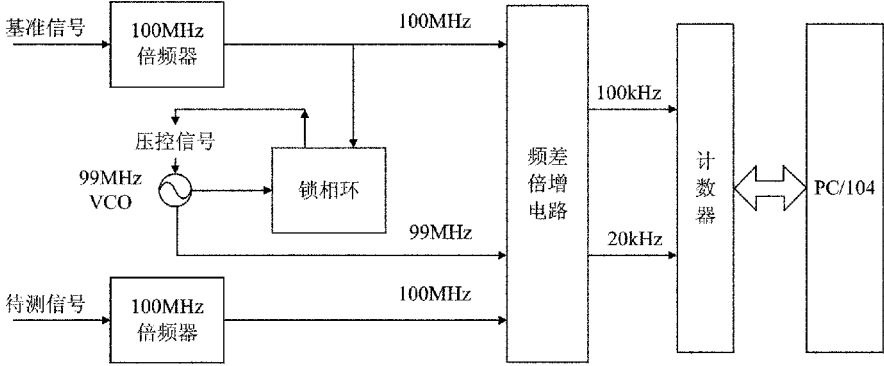 基准信号
100MHz
倍频器
100MHz
压控信号
99MHz
VCO
锁相环
99MHz
待测信号
100MHz
倍频器
100MHz
频差
倍增
电路
100kHz
20kHz
计
数
器
PC/104